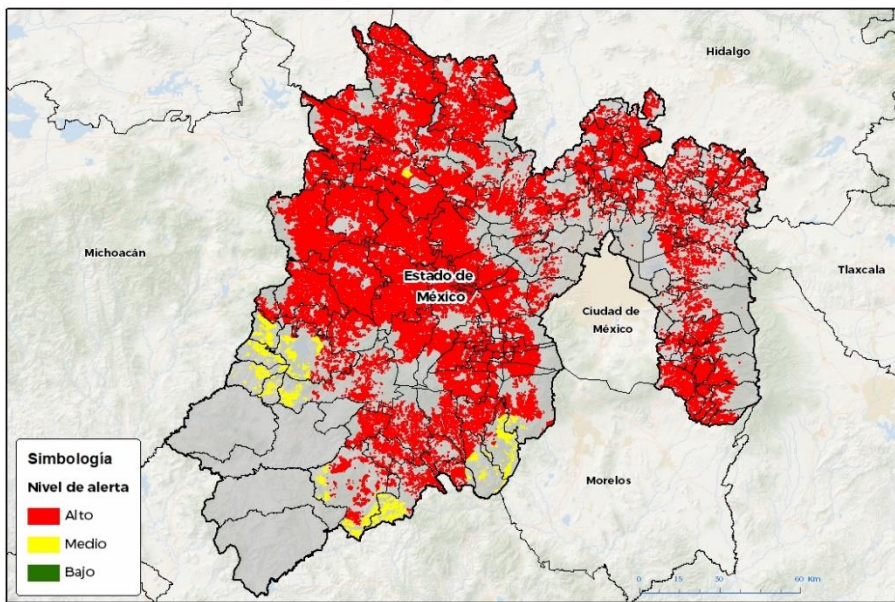 Hidalgo
Michoacán
Estado de
México
Tlaxcala
Ciudad de
México
Morelos
Simbología
Nivel de alerta
Alto
Medio
Bajo
0 15 30 60 Km